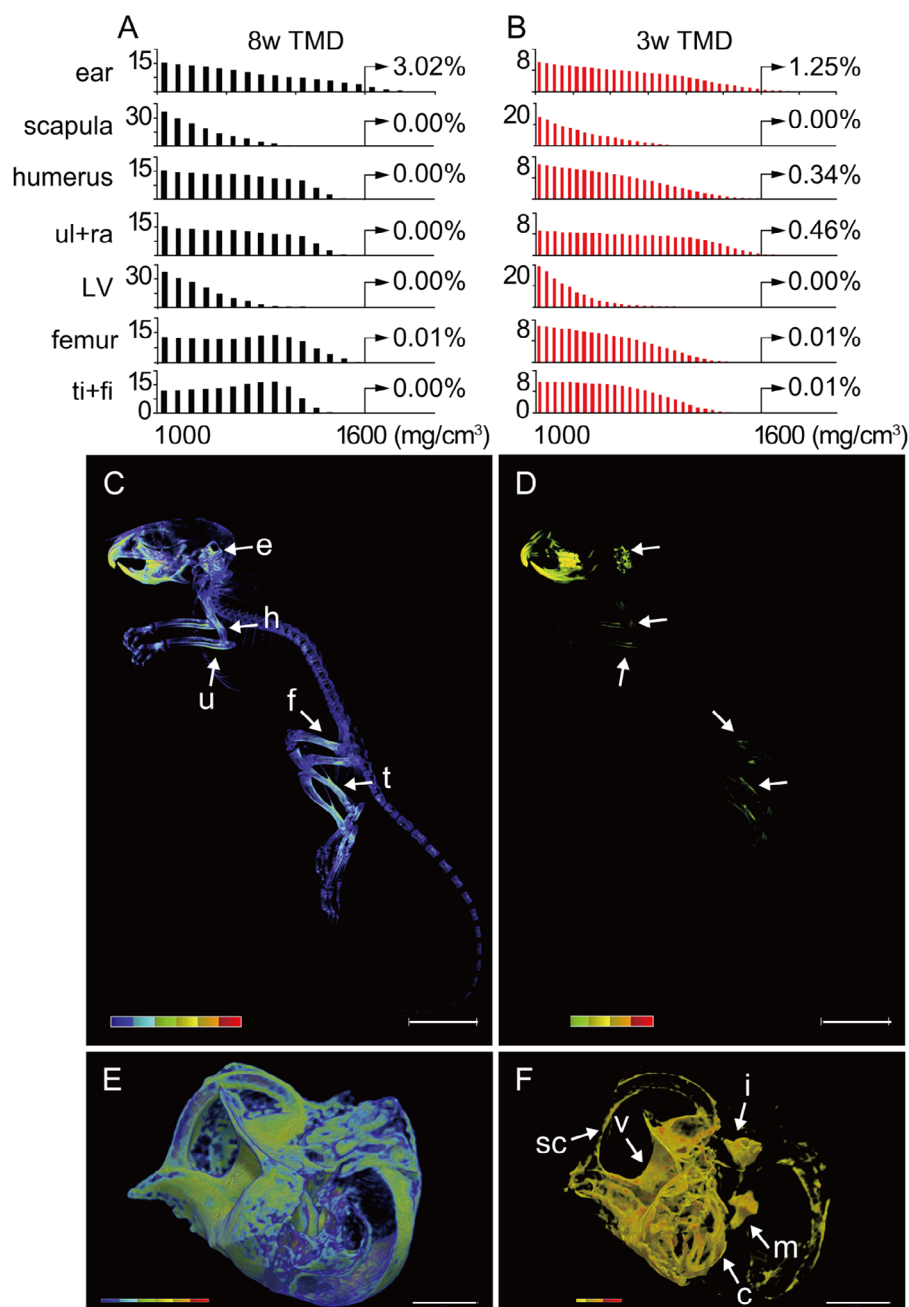 A B
8w TMD 3w TMD
ear 15 3.02% 8 1.25%
scapula 30 0.00% 20 0.00%
humerus 15 0.00% 8 0.34%
ul+ra 15 0.00% 8 0.46%
LV 30 0.00% 20 0.00%
femur 15 0.01% 8 0.01%
ti+fi 15 0.00% 8 0.01%
0 0
1000 1600 (mg/cm³) 1000 1600 (mg/cm³)
C D
e
h
u
f
t
E F
i
v
sc
m
c